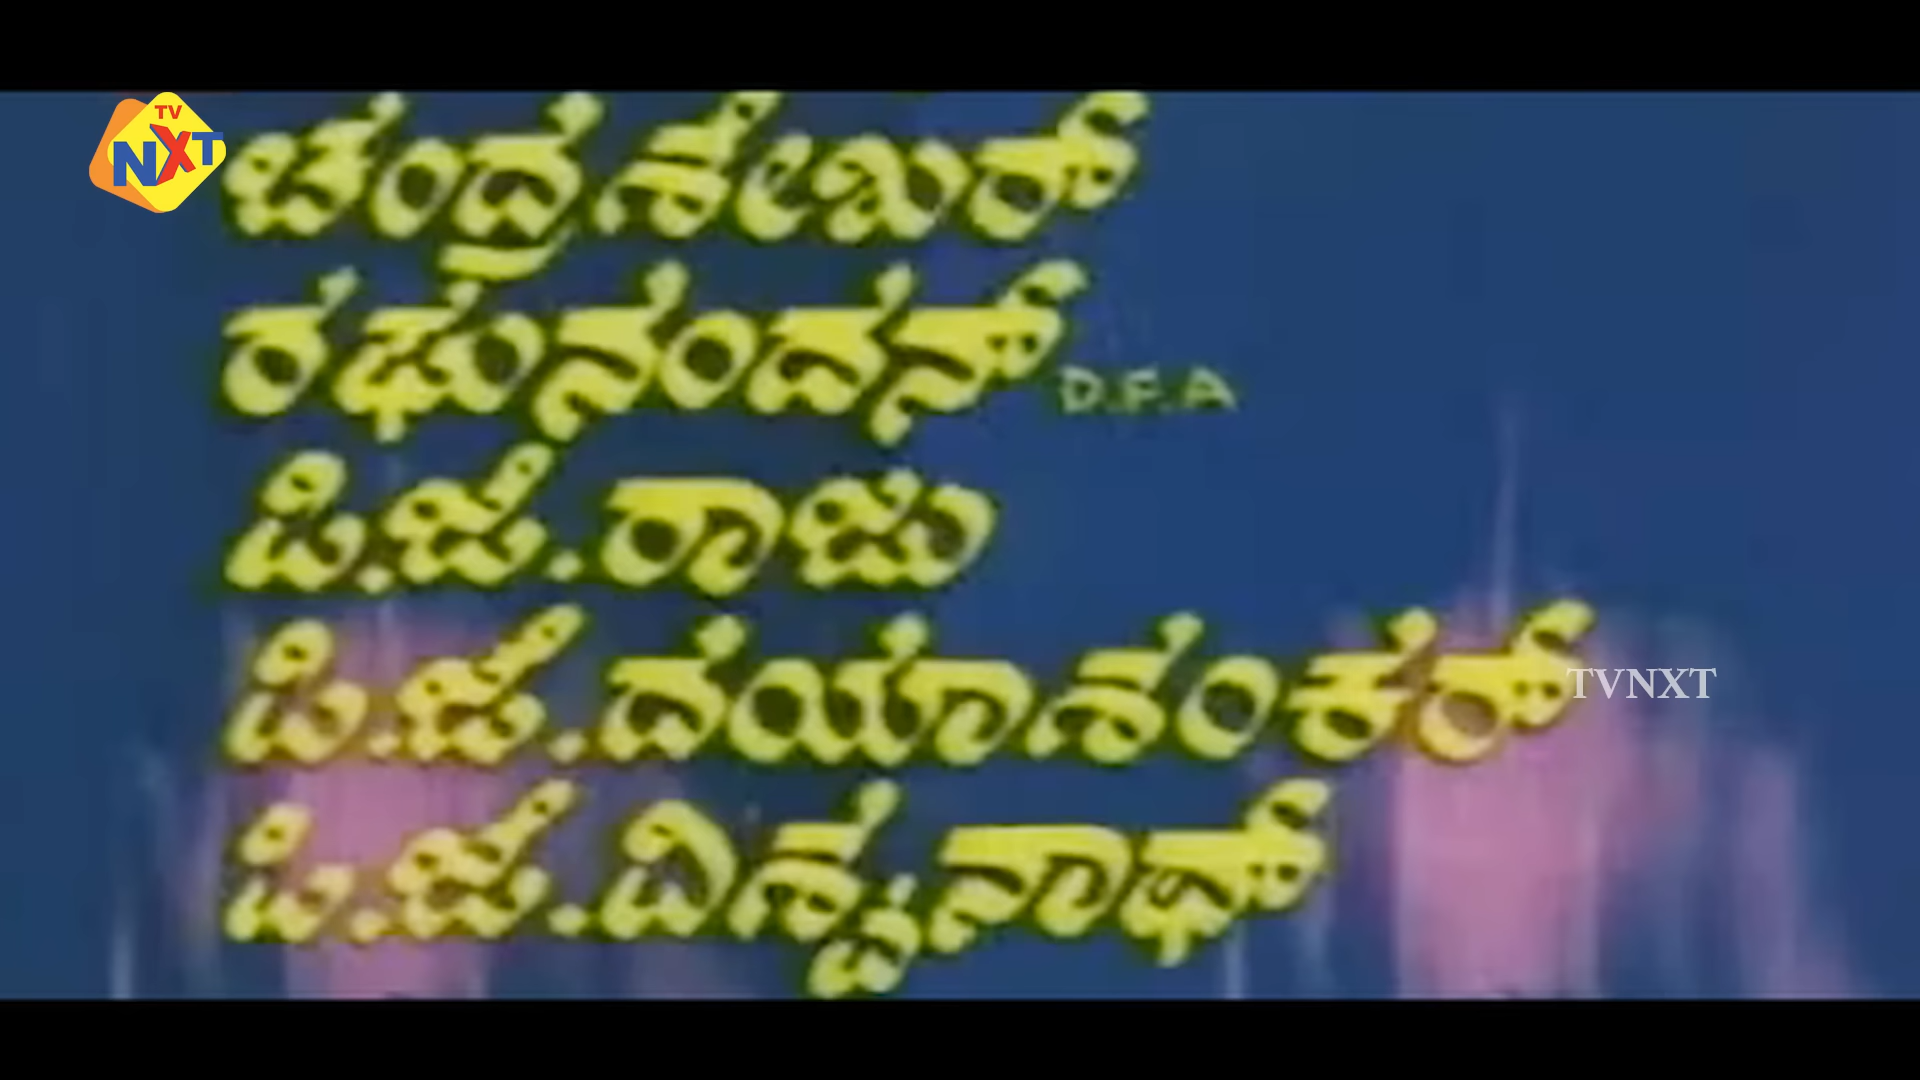 TV
NXT
ಚಂದ್ರಶೇಖರ್
ರಘುನಂದನ್ D.F.A
ಪಿ.ಜಿ.ರಾಜು
ಪಿ.ಜೆ.ದಯಾಶಂಕರ್
TVNXT
ಪಿ.ಜೆ.ವಿಶ್ವನಾಥ್